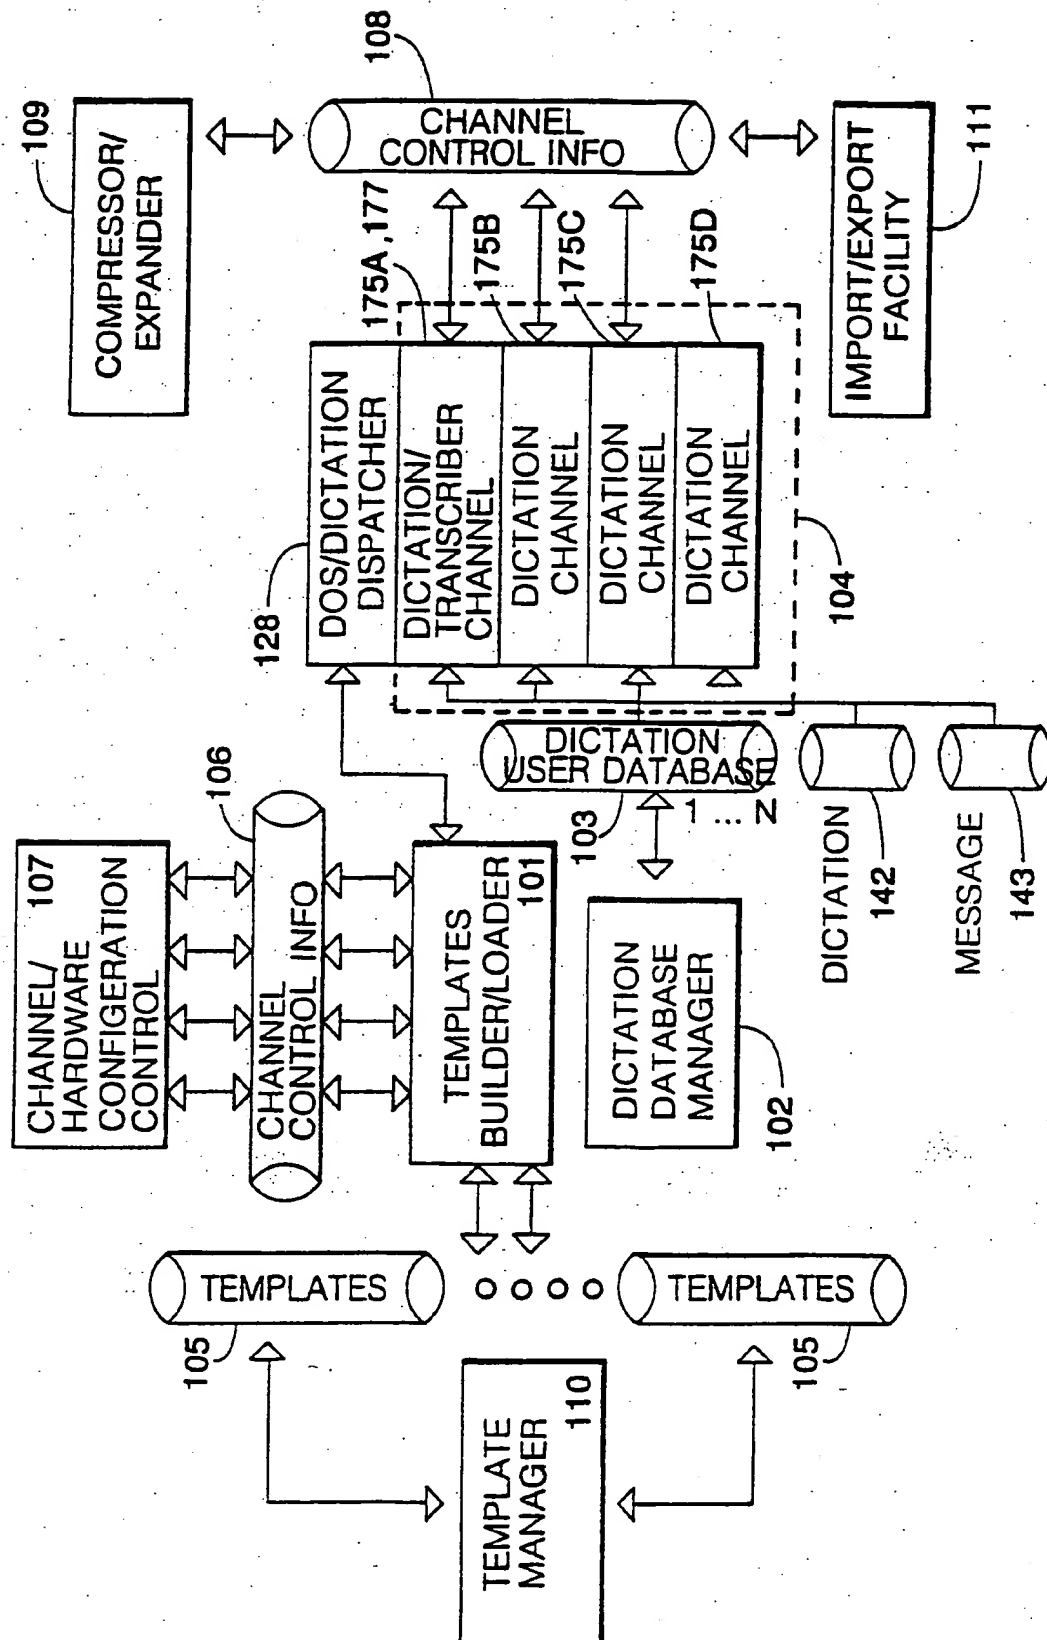 TEMPLATE
MANAGER
110
105
TEMPLATES
105
TEMPLATES
CHANNEL/
HARDWARE
CONFIGERATION
CONTROL
107
CHANNEL
CONTROL INFO
106
TEMPLATES
BUILDER/LOADER
101
DICTATION
DATABASE
MANAGER
102
DICTATION
USER DATABASE
1 ... N
103
DICTATION
142
MESSAGE
143
128
DOS/DICTATION
DISPATCHER
DICTATION/
TRANSCRIBER
CHANNEL
DICTATION
CHANNEL
DICTATION
CHANNEL
DICTATION
CHANNEL
104
175A,177
175B
175C
175D
COMPRESSOR/
EXPANDER
109
CHANNEL
CONTROL INFO
108
IMPORT/EXPORT
FACILITY
111